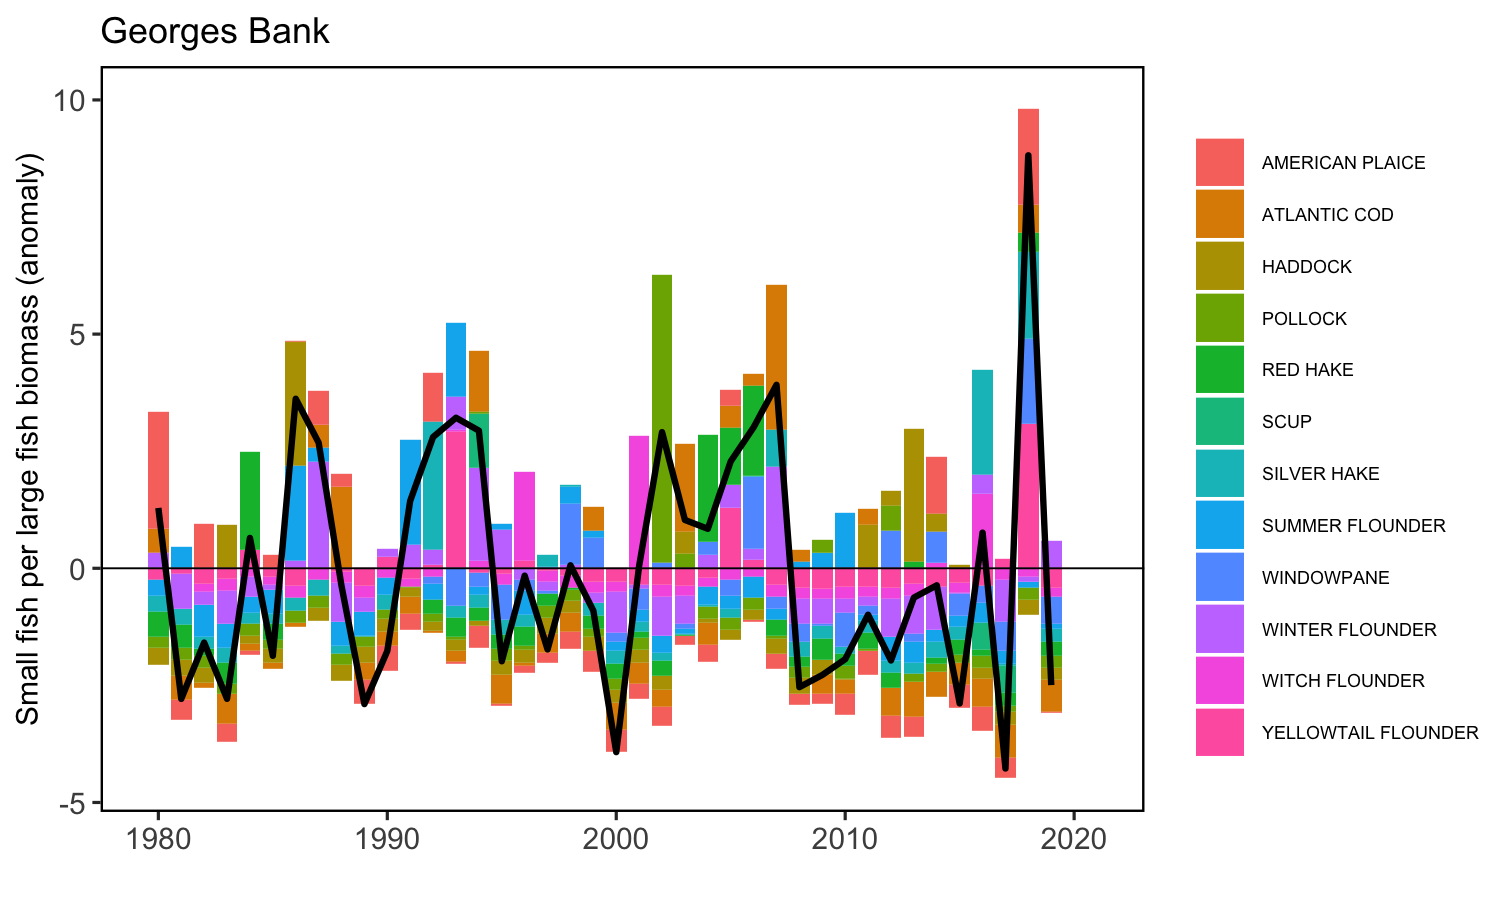 Georges Bank
Small fish per large fish biomass (anomaly)
10
5
0
-5
1980
1990
2000
2010
2020
AMERICAN PLAICE
ATLANTIC COD
HADDOCK
POLLOCK
RED HAKE
SCUP
SILVER HAKE
SUMMER FLOUNDER
WINDOWPANE
WINTER FLOUNDER
WITCH FLOUNDER
YELLOWTAIL FLOUNDER